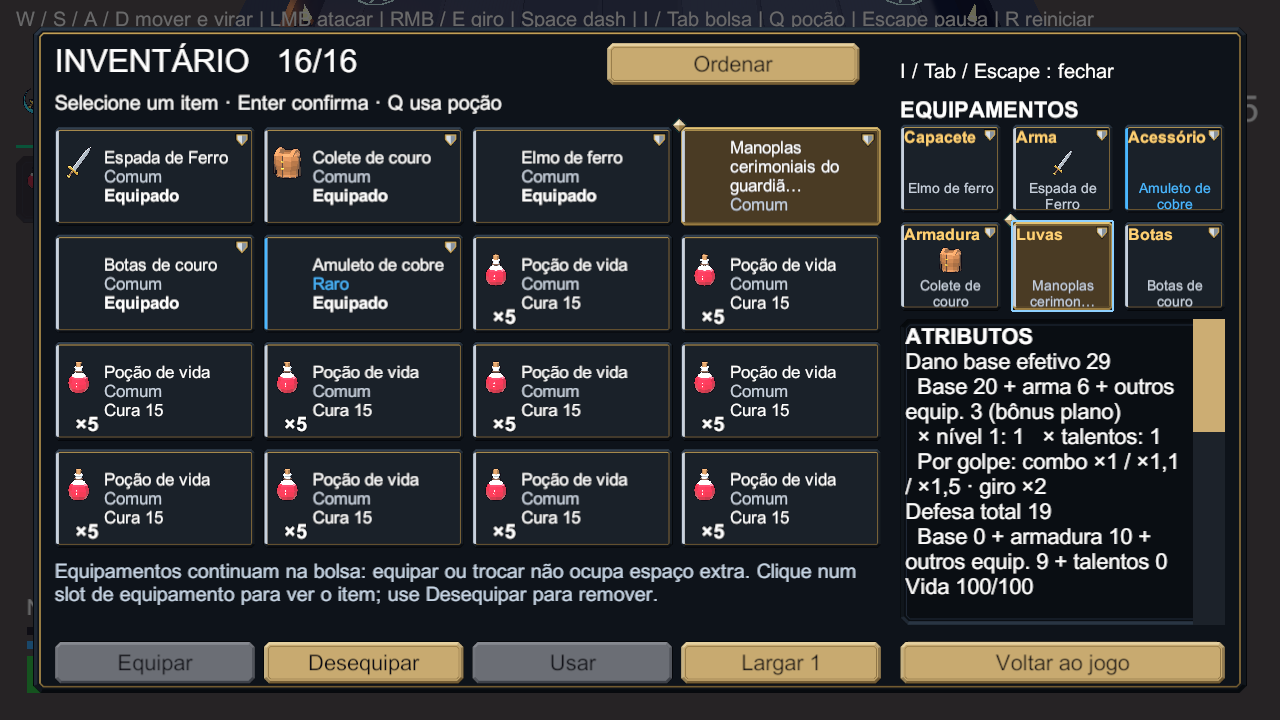 W / S / A / D mover e virar | LMB atacar | RMB / E giro | Space dash | I / Tab bolsa | Q poção | Escape pausa | R reiniciar
INVENTÁRIO 16/16
Ordenar
I / Tab / Escape : fechar
Selecione um item · Enter confirma · Q usa poção
Espada de Ferro
Comum
Equipado
Colete de couro
Comum
Equipado
Elmo de ferro
Comum
Equipado
Manoplas
cerimoniais do
guardiã...
Comum
Botas de couro
Comum
Equipado
Amuleto de cobre
Raro
Equipado
Poção de vida
Comum
Cura 15
×5
Poção de vida
Comum
Cura 15
×5
Poção de vida
Comum
Cura 15
×5
Poção de vida
Comum
Cura 15
×5
Poção de vida
Comum
Cura 15
×5
Poção de vida
Comum
Cura 15
×5
Poção de vida
Comum
Cura 15
×5
Poção de vida
Comum
Cura 15
×5
Poção de vida
Comum
Cura 15
×5
Poção de vida
Comum
Cura 15
×5
Equipamentos continuam na bolsa: equipar ou trocar não ocupa espaço extra. Clique num
slot de equipamento para ver o item; use Desequipar para remover.
Equipar
Desequipar
Usar
Largar 1
EQUIPAMENTOS
Capacete
Elmo de ferro
Arma
Espada de
Ferro
Acessório
Amuleto de
cobre
Armadura
Colete de
couro
Luvas
Manoplas
cerimon...
Botas
Botas de
couro
ATRIBUTOS
Dano base efetivo 29
Base 20 + arma 6 + outros
equip. 3 (bônus plano)
× nível 1: 1 × talentos: 1
Por golpe: combo ×1 / ×1,1
/ ×1,5 · giro ×2
Defesa total 19
Base 0 + armadura 10 +
outros equip. 9 + talentos 0
Vida 100/100
Voltar ao jogo